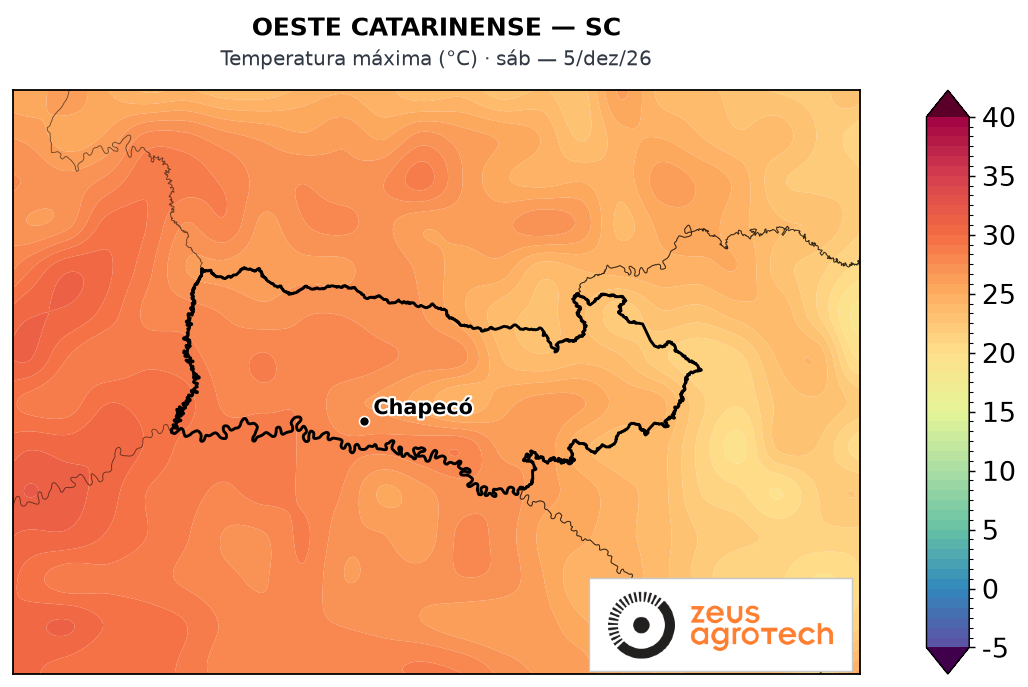 OESTE CATARINENSE — SC
Temperatura máxima (°C) · sáb — 5/dez/26
40
35
30
25
20
15
10
5
0
-5
Chapecó
zeus
agrotech